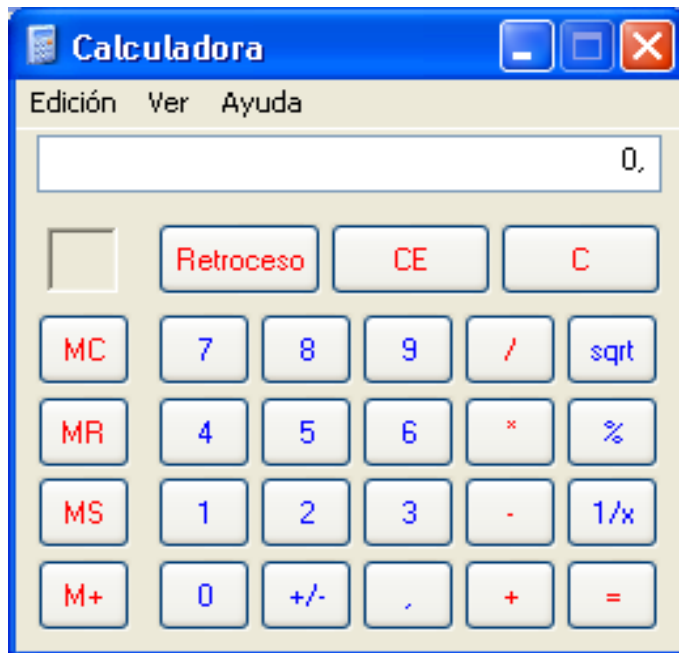 Calculadora
Edición Ver Ayuda
0,
Retroceso CE C
MC 7 8 9 / sqrt
MR 4 5 6 * %
MS 1 2 3 - 1/x
M+ 0 +/- , + =